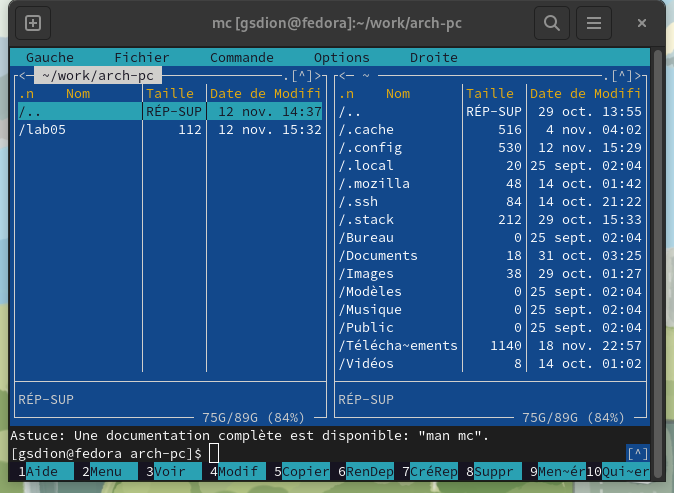 mc [gsdion@fedora]:~/work/arch-pc
Gauche Fichier Commande Options Droite
<─ ~/work/arch-pc ─.[^]>
.n Nom Taille Date de Modifi
/.. RÉP-SUP 12 nov. 14:37
/lab05 112 12 nov. 15:32
RÉP-SUP
75G/89G (84%)
<─ ~ ─.[^]>
.n Nom Taille Date de Modifi
/.. RÉP-SUP 29 oct. 13:55
/.cache 516 4 nov. 04:02
/.config 530 12 nov. 15:29
/.local 20 25 sept. 02:04
/.mozilla 48 14 oct. 01:42
/.ssh 84 14 oct. 21:22
/.stack 212 29 oct. 15:33
/Bureau 0 25 sept. 02:04
/Documents 18 31 oct. 03:25
/Images 38 29 oct. 01:27
/Modèles 0 25 sept. 02:04
/Musique 0 25 sept. 02:04
/Public 0 25 sept. 02:04
/Télécha~ements 1140 18 nov. 22:57
/Vidéos 8 14 oct. 01:02
RÉP-SUP
75G/89G (84%)
Astuce: Une documentation complète est disponible: "man mc".
[gsdion@fedora arch-pc]$ [^]
1Aide 2Menu 3Voir 4Modif 5Copier 6RenDep 7CréRep 8Suppr 9Men~ér 10Qui~er